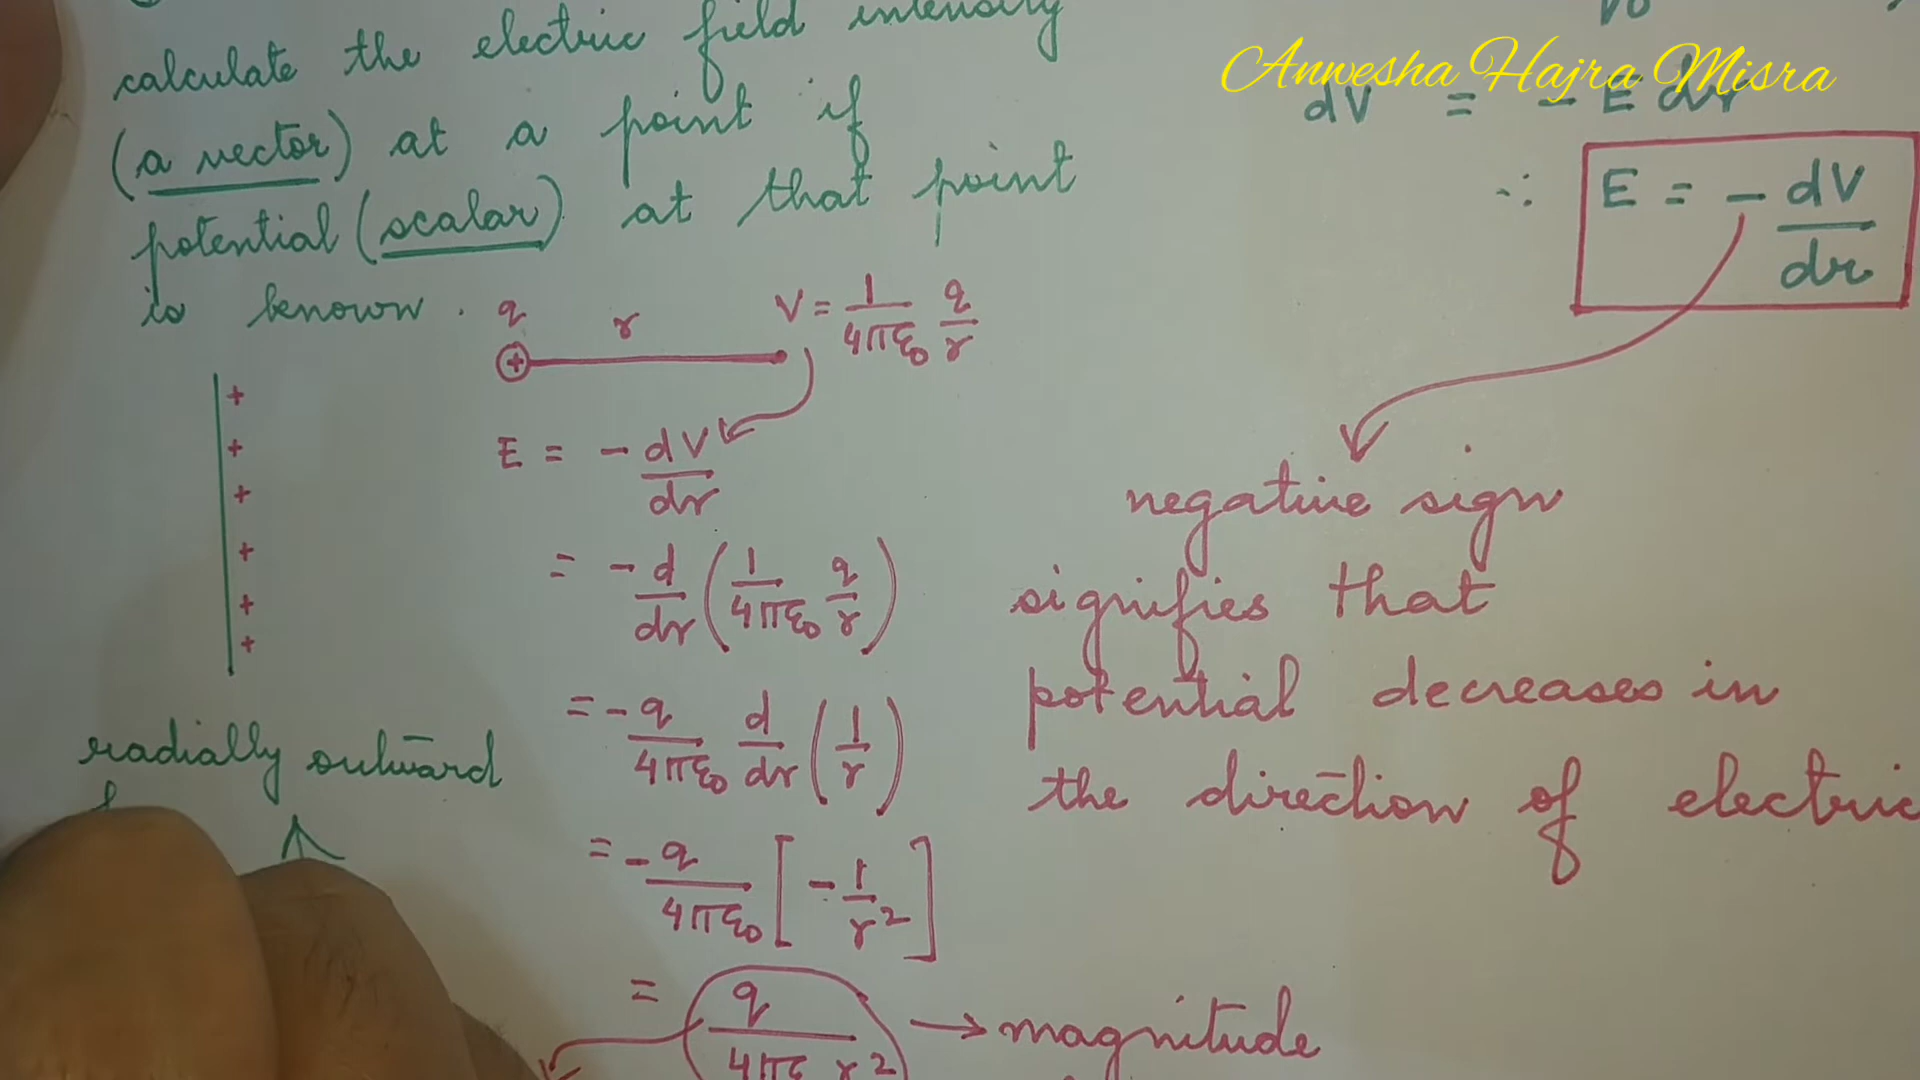 calculate the electric field intensity
(a vector) at a point if
potential (scalar) at that point
is known.
q r V = 1/4πε₀ q/r
+
+
+
+
+
+
+
E = - dV/dr
= - d/dr (1/4πε₀ q/r)
= - q/4πε₀ d/dr (1/r)
= - q/4πε₀ [- 1/r²]
= q/4πε r² → magnitude
radially outward
Anwesha Hajra Misra
dV = - E dr
∴ E = - dV/dr
negative sign
signifies that
potential decreases in
the direction of electric